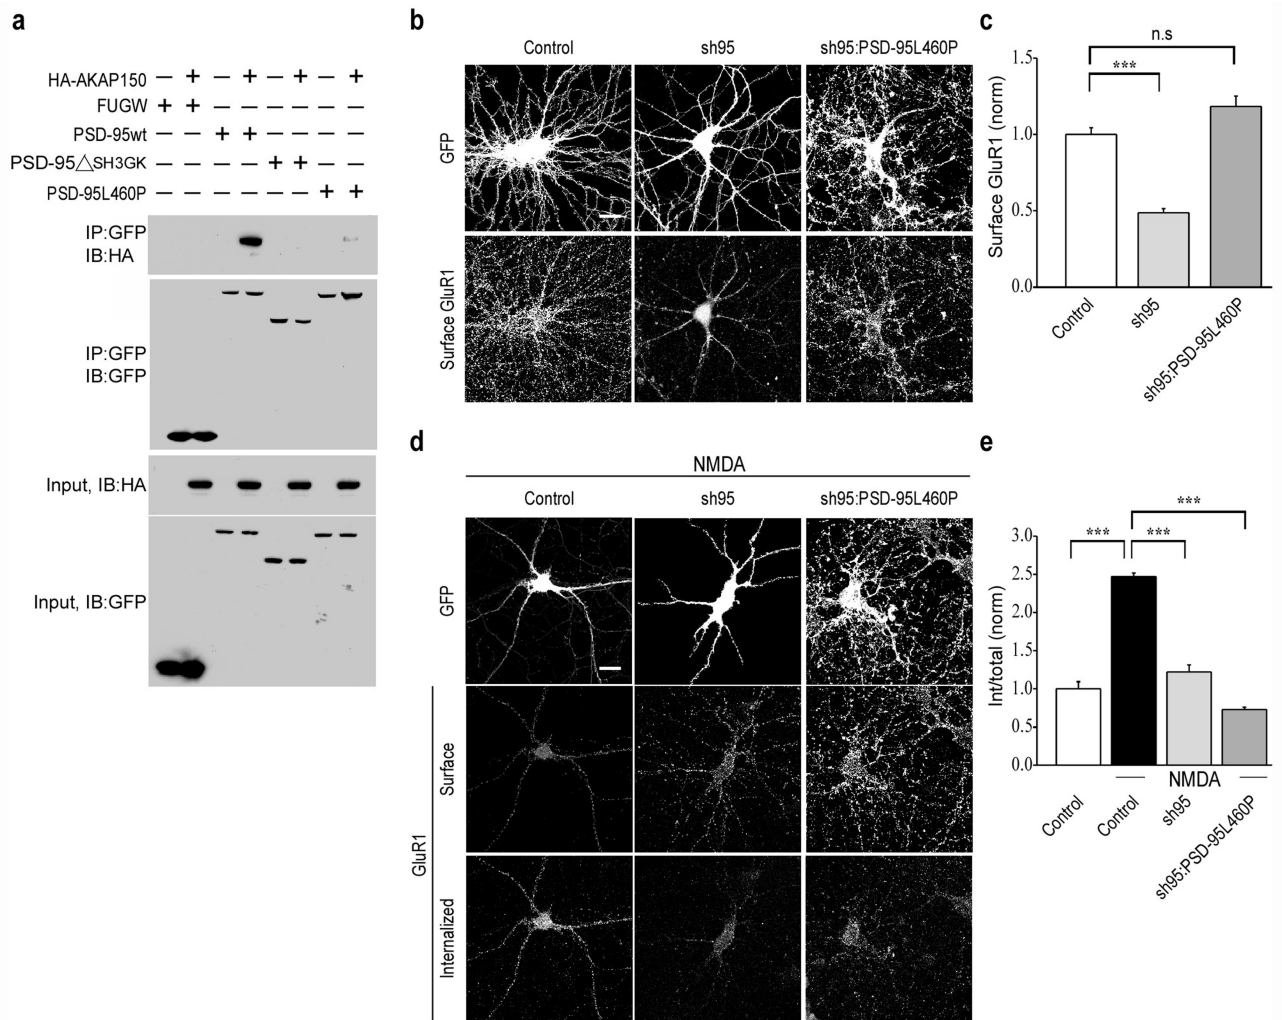 a
HA-AKAP150 — + — + — + — +
FUGW + + — — — — — —
PSD-95wt — — + + — — — —
PSD-95△SH3GK — — — — + + — —
PSD-95L460P — — — — — — + +
IP:GFP
IB:HA
IP:GFP
IB:GFP
Input, IB:HA
Input, IB:GFP
b
Control sh95 sh95:PSD-95L460P
GFP
Surface GluR1
c
n.s
***
Surface GluR1 (norm)
1.5
1.0
0.5
0.0
Control
sh95
sh95:PSD-95L460P
d
NMDA
Control sh95 sh95:PSD-95L460P
GFP
GluR1
Surface
Internalized
e
***
*** ***
Int/total (norm)
3.0
2.5
2.0
1.5
1.0
0.5
0.0
NMDA
Control
Control
sh95
sh95:PSD-95L460P